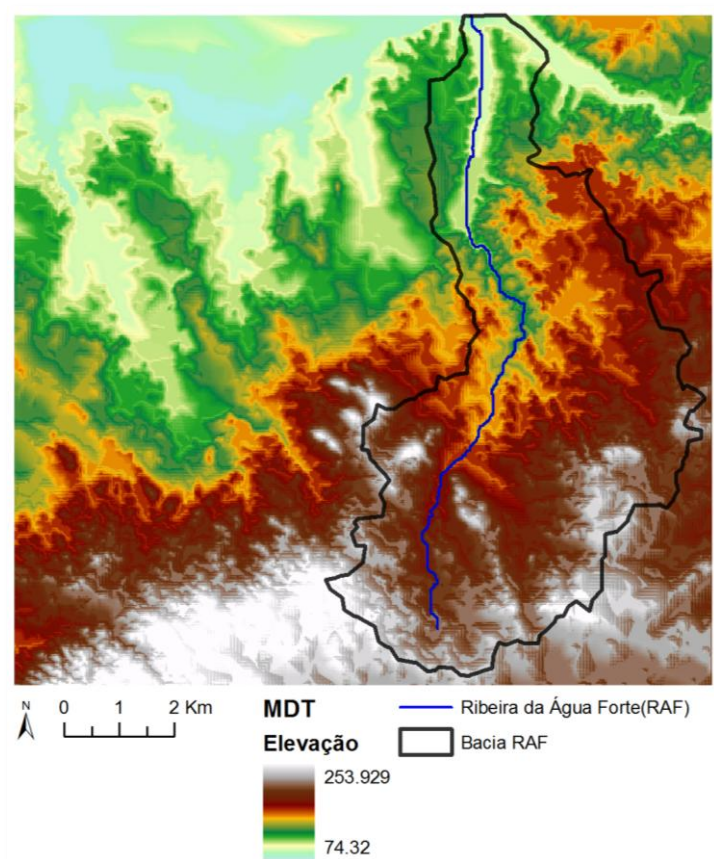 N
0 1 2 Km
MDT
Elevação
253.929
74.32
Ribeira da Água Forte(RAF)
Bacia RAF